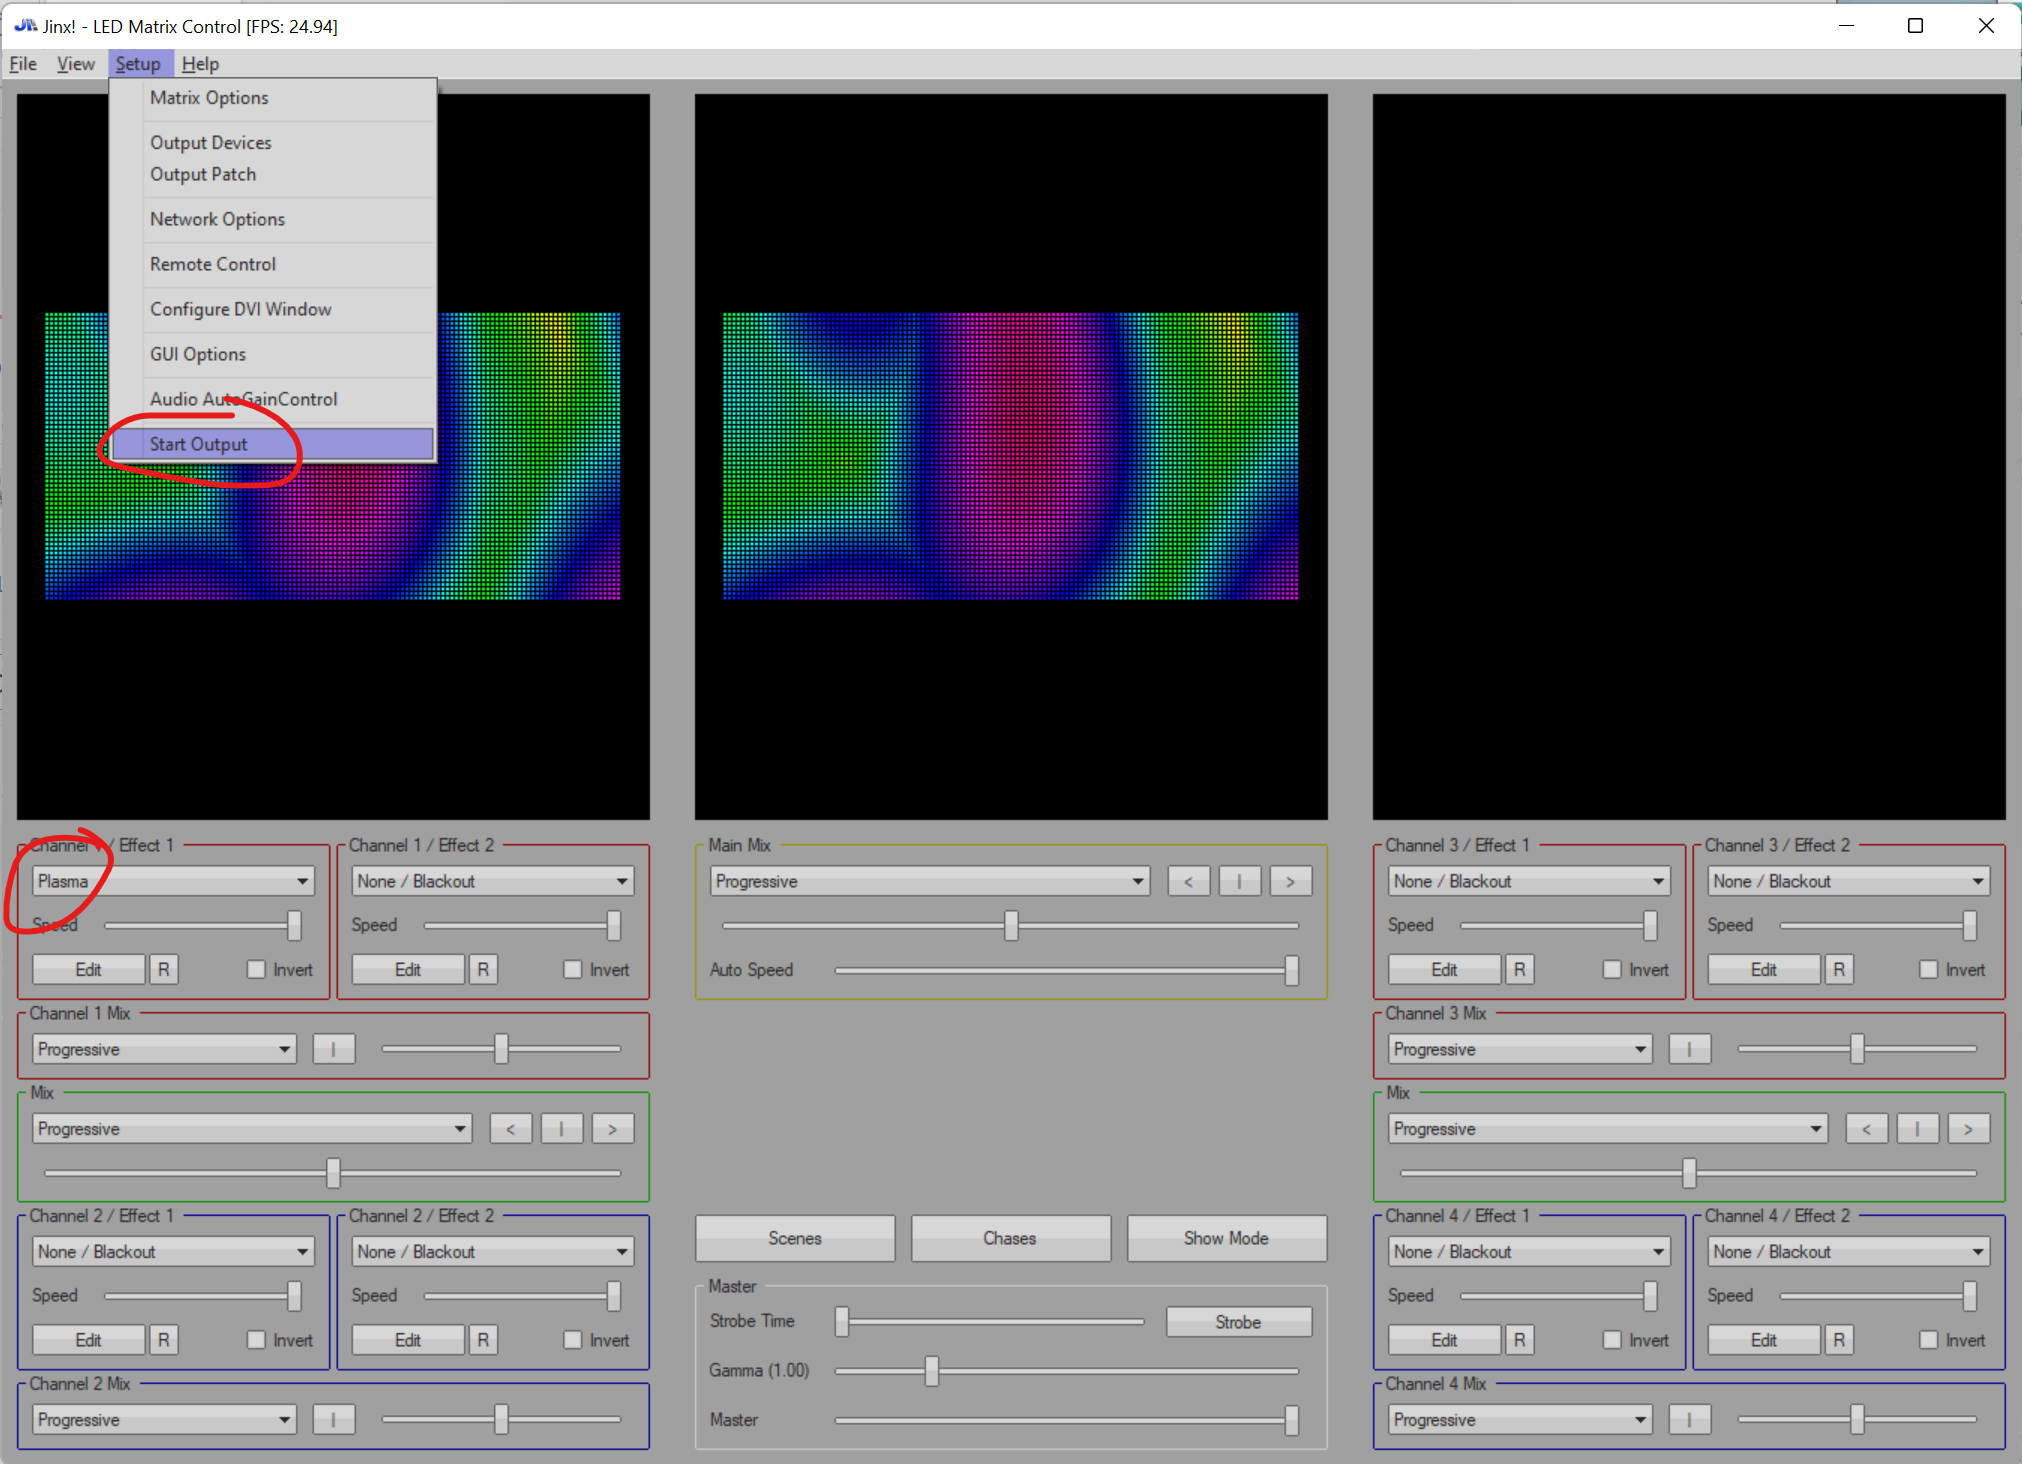 Jinx! - LED Matrix Control [FPS: 24.94]
File View Setup Help
Matrix Options
Output Devices
Output Patch
Network Options
Remote Control
Configure DVI Window
GUI Options
Audio AutoGainControl
Start Output
Channel 1 / Effect 1
Plasma
Speed
Edit R Invert
Channel 1 / Effect 2
None / Blackout
Speed
Edit R Invert
Channel 1 Mix
Progressive |
Mix
Progressive < | >
Channel 2 / Effect 1
None / Blackout
Speed
Edit R Invert
Channel 2 / Effect 2
None / Blackout
Speed
Edit R Invert
Channel 2 Mix
Progressive |
Main Mix
Progressive < | >
Auto Speed
Scenes Chases Show Mode
Master
Strobe Time Strobe
Gamma (1.00)
Master
Channel 3 / Effect 1
None / Blackout
Speed
Edit R Invert
Channel 3 / Effect 2
None / Blackout
Speed
Edit R Invert
Channel 3 Mix
Progressive |
Mix
Progressive < | >
Channel 4 / Effect 1
None / Blackout
Speed
Edit R Invert
Channel 4 / Effect 2
None / Blackout
Speed
Edit R Invert
Channel 4 Mix
Progressive |